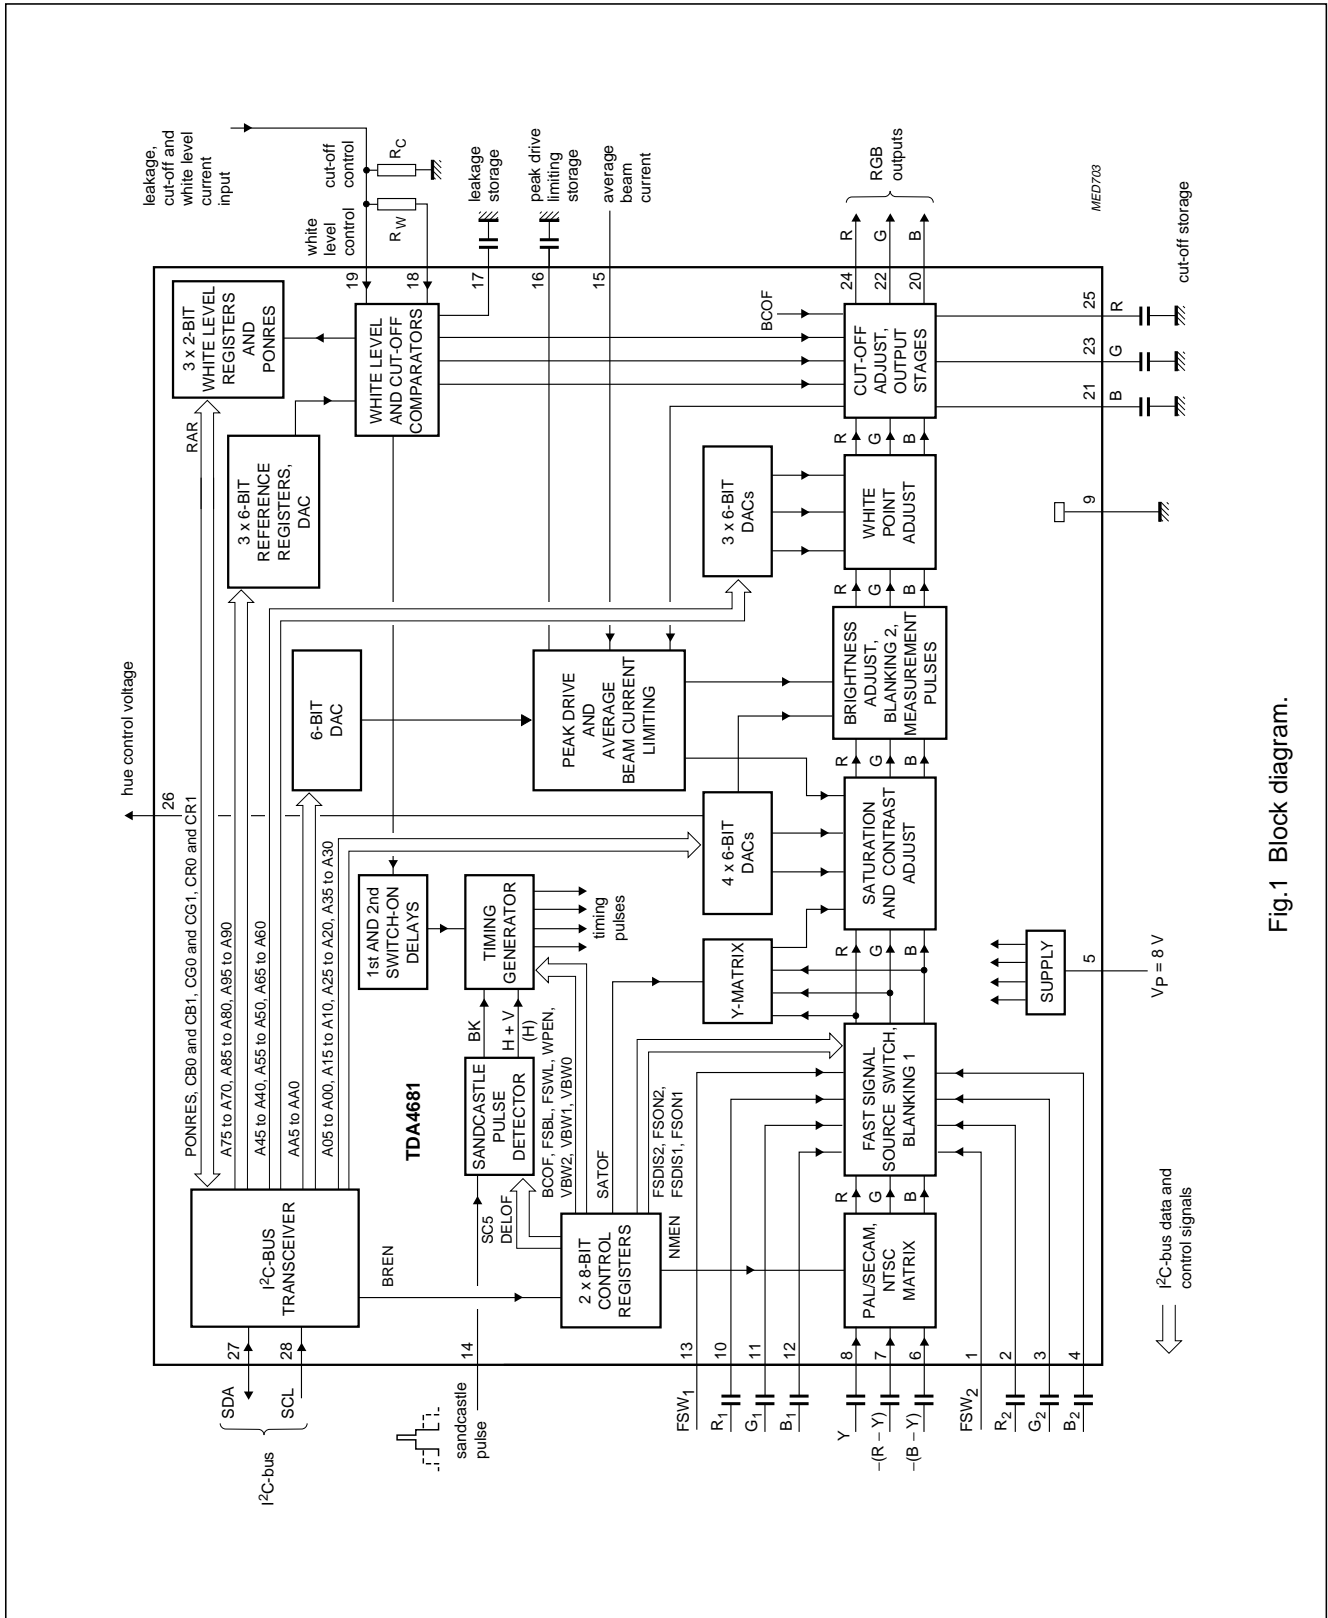 leakage,
cut-off and
white level
current
input
white
level
control
cut-off
control
R W
R C
leakage
storage
peak drive
limiting
storage
average
beam
current
19
18
17
16
15
hue control voltage
26
3 x 2-BIT
WHITE LEVEL
REGISTERS
AND
PONRES
RAR
3 x 6-BIT
REFERENCE
REGISTERS,
DAC
WHITE LEVEL
AND CUT-OFF
COMPARATORS
6-BIT
DAC
PEAK DRIVE
AND
AVERAGE
BEAM CURRENT
LIMITING
I2C-BUS
TRANSCEIVER
PONRES, CB0 and CB1, CG0 and CG1, CR0 and CR1
A75 to A70, A85 to A80, A95 to A90
A45 to A40, A55 to A50, A65 to A60
AA5 to AA0
A05 to A00, A15 to A10, A25 to A20, A35 to A30
I2C-bus
SDA
SCL
27
28
BREN
TDA4681
1st AND 2nd
SWITCH-ON
DELAYS
sandcastle
pulse
14
SC5
DELOF
SANDCASTLE
PULSE
DETECTOR
BK
H + V
(H)
TIMING
GENERATOR
timing
pulses
2 x 8-BIT
CONTROL
REGISTERS
BCOF, FSBL, FSWL, WPEN,
VBW2, VBW1, VBW0
SATOF
FSDIS2, FSON2,
FSDIS1, FSON1
NMEN
Y-MATRIX
4 x 6-BIT
DACs
3 x 6-BIT
DACs
BCOF
FSW1
13
R1
10
G1
11
B1
12
Y
8
–(R – Y)
7
–(B – Y)
6
FSW2
1
R2
2
G2
3
B2
4
PAL/SECAM,
NTSC
MATRIX
R
G
B
FAST SIGNAL
SOURCE SWITCH,
BLANKING 1
R
G
B
SATURATION
AND CONTRAST
ADJUST
R
G
B
BRIGHTNESS
ADJUST,
BLANKING 2,
MEASUREMENT
PULSES
R
G
B
WHITE
POINT
ADJUST
R
G
B
CUT-OFF
ADJUST,
OUTPUT
STAGES
24
22
20
R
G
B
RGB
outputs
SUPPLY
5
VP = 8 V
9
21
23
25
B
G
R
cut-off storage
MED703
I2C-bus data and
control signals
Fig.1 Block diagram.